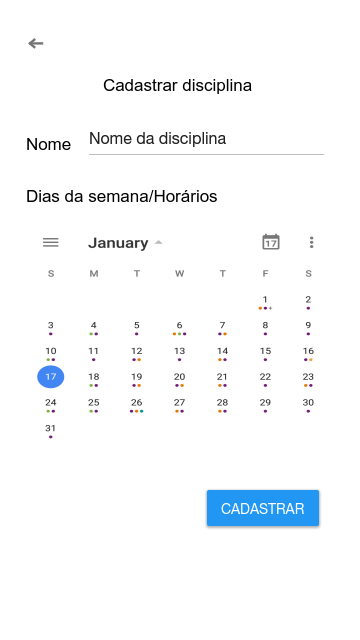 Cadastrar disciplina
Nome Nome da disciplina
Dias da semana/Horários
January 17
S M T W T F S
1 2
3 4 5 6 7 8 9
10 11 12 13 14 15 16
17 18 19 20 21 22 23
24 25 26 27 28 29 30
31
CADASTRAR